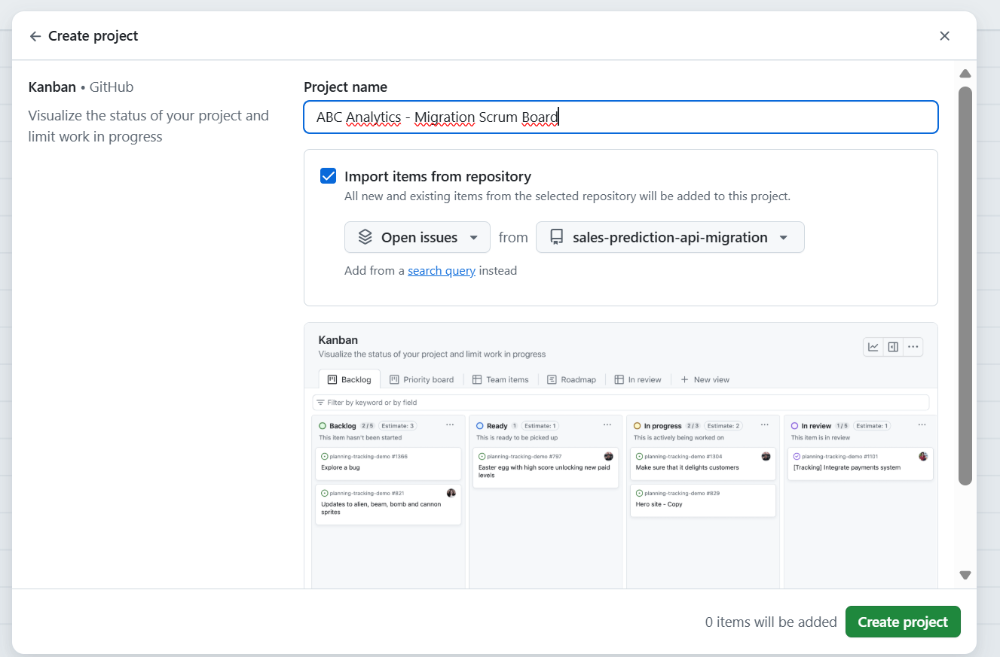 Create project
Kanban • GitHub
Visualize the status of your project and
limit work in progress
Project name
ABC Analytics - Migration Scrum Board
Import items from repository
All new and existing items from the selected repository will be added to this project.
Open issues from sales-prediction-api-migration
Add from a search query instead
Kanban
Visualize the status of your project and limit work in progress
Backlog Priority board Team items Roadmap In review + New view
Filter by keyword or by field
Backlog 2/5 Estimate: 3 ...
This item hasn't been started
planning-tracking-demo #1366
Explore a bug
planning-tracking-demo #821
Updates to alien, beam, bomb and cannon
sprites
Ready 1 Estimate: 1 ...
This is ready to be picked up
planning-tracking-demo #797
Easter egg with high score unlocking new paid
levels
In progress 2/3 Estimate: 2 ...
This is actively being worked on
planning-tracking-demo #1304
Make sure that it delights customers
planning-tracking-demo #829
Hero site - Copy
In review 1/5 Estimate: 1 ...
This item is in review
planning-tracking-demo #1101
[Tracking] Integrate payments system
0 items will be added Create project